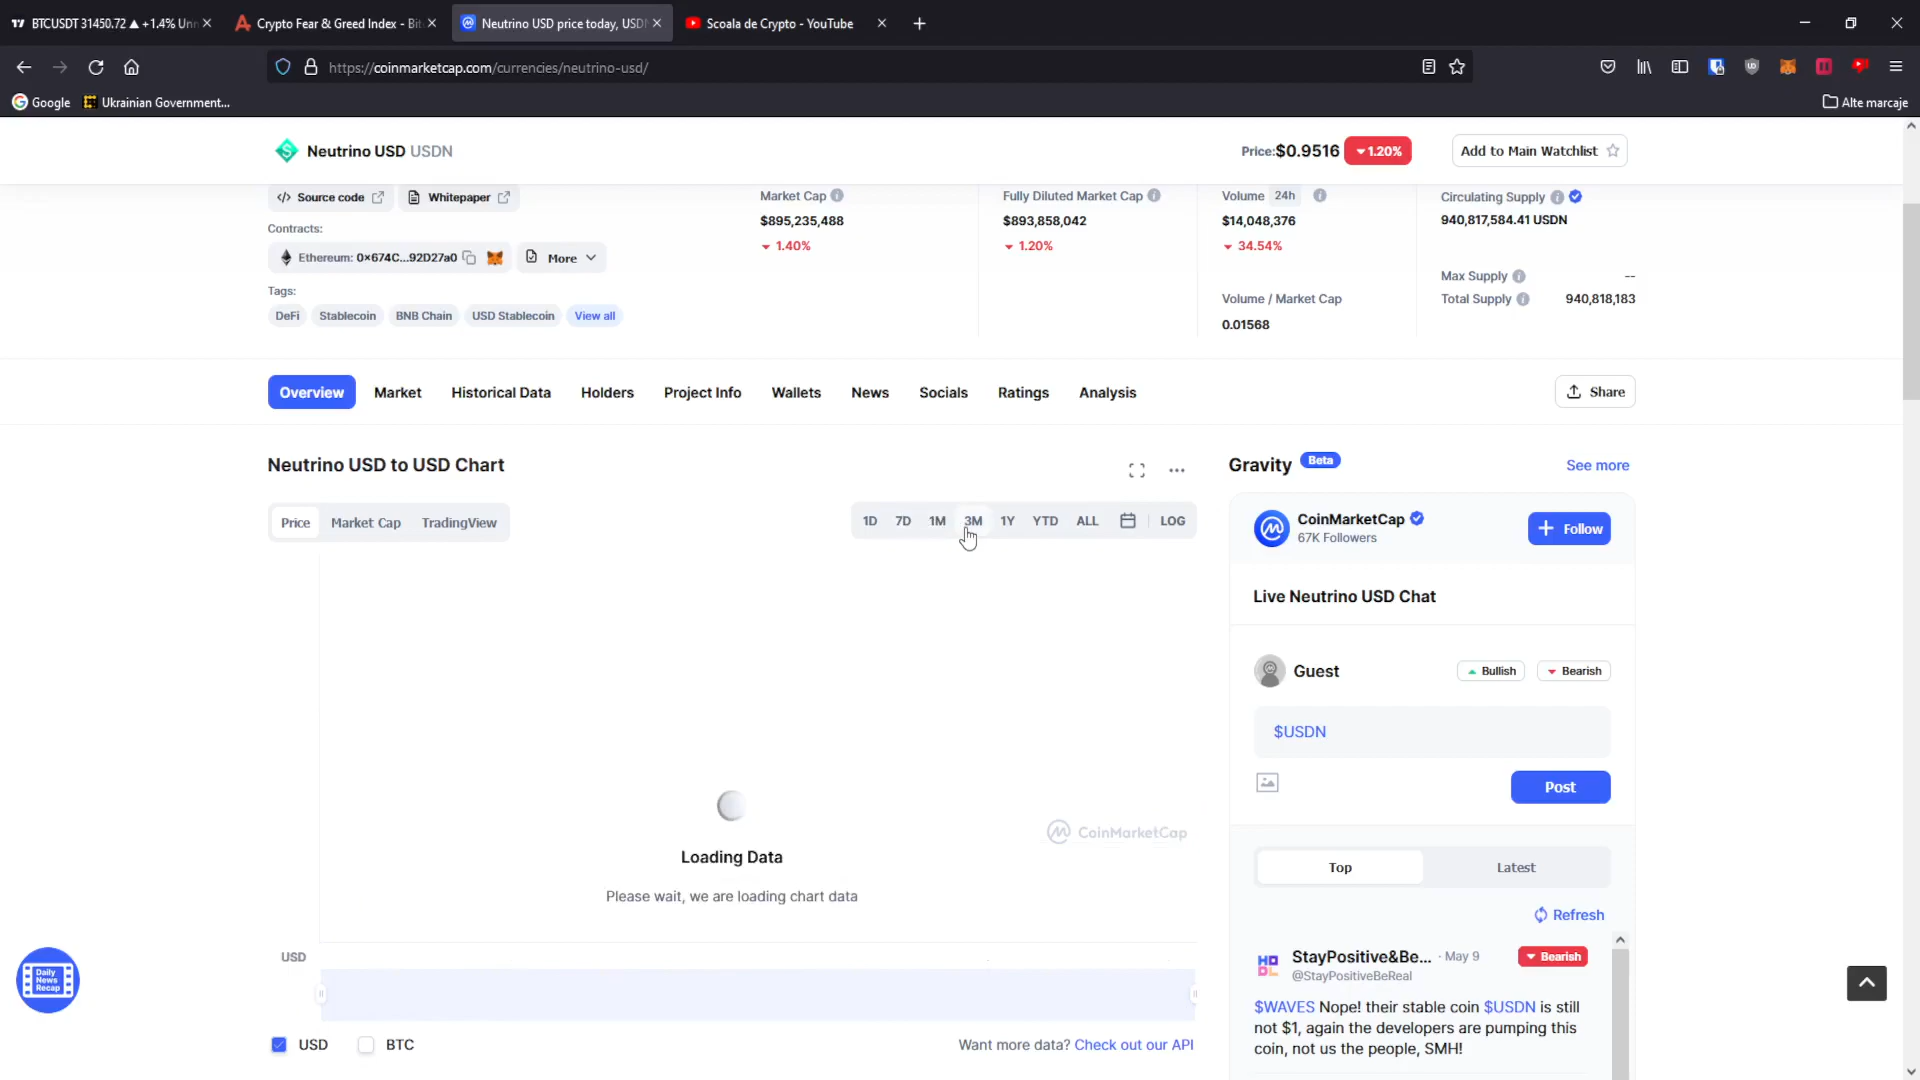 BTCUSDT 31450.72 ▲ +1.4% Unn
Crypto Fear & Greed Index - Bit
Neutrino USD price today, USDN
Scoala de Crypto - YouTube
https://coinmarketcap.com/currencies/neutrino-usd/
Google
Ukrainian Government...
Alte marcaje
Neutrino USD USDN
Price:$0.9516
1.20%
Add to Main Watchlist
Source code
Whitepaper
Contracts:
Ethereum: 0x674C...92D27a0
More
Tags:
DeFi
Stablecoin
BNB Chain
USD Stablecoin
View all
Market Cap
$895,235,488
1.40%
Fully Diluted Market Cap
$893,858,042
1.20%
Volume 24h
$14,048,376
34.54%
Volume / Market Cap
0.01568
Circulating Supply
940,817,584.41 USDN
Max Supply --
Total Supply 940,818,183
Overview
Market
Historical Data
Holders
Project Info
Wallets
News
Socials
Ratings
Analysis
Share
Neutrino USD to USD Chart
Price
Market Cap
TradingView
1D
7D
1M
3M
1Y
YTD
ALL
LOG
Loading Data
Please wait, we are loading chart data
CoinMarketCap
USD
USD
BTC
Want more data? Check out our API
Daily
News
Recap
Gravity Beta
See more
CoinMarketCap
67K Followers
Follow
Live Neutrino USD Chat
Guest
Bullish
Bearish
$USDN
Post
Top
Latest
Refresh
HODL
StayPositive&Be... · May 9
Bearish
@StayPositiveBeReal
$WAVES Nope! their stable coin $USDN is still
not $1, again the developers are pumping this
coin, not us the people, SMH!